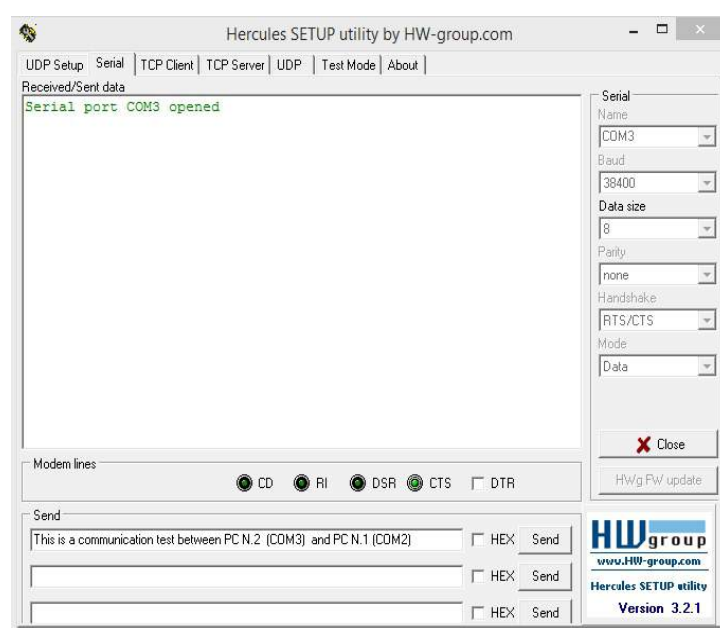 Hercules SETUP utility by HW-group.com
UDP Setup Serial TCP Client TCP Server UDP Test Mode About
Received/Sent data
Serial port COM3 opened
Serial
Name
COM3
Baud
38400
Data size
8
Parity
none
Handshake
RTS/CTS
Mode
Data
Close
HWg FW update
Modem lines
CD RI DSR CTS DTR
Send
This is a communication test between PC N.2 (COM3) and PC N.1 (COM2) HEX Send
HEX Send
HEX Send
HWgroup
www.HW-group.com
Hercules SETUP utility
Version 3.2.1